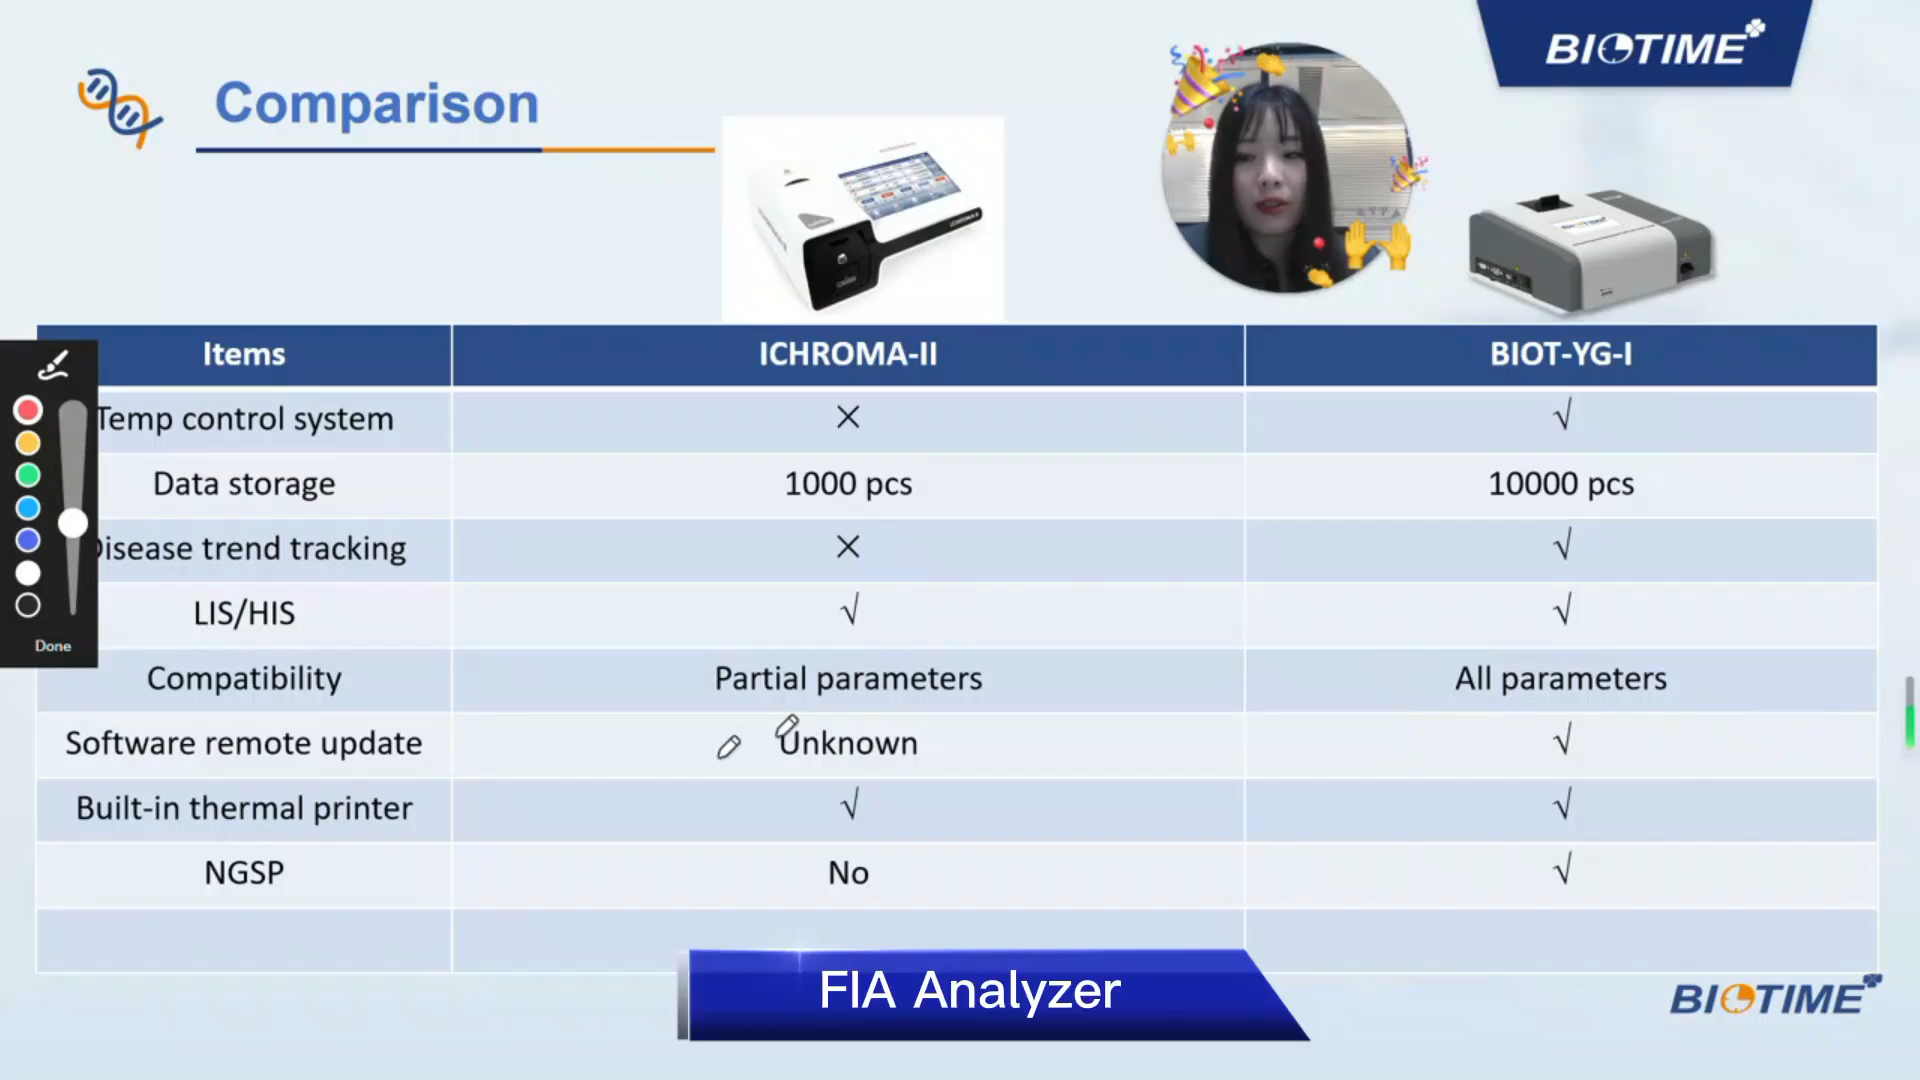 BIOTIME
Comparison
Items ICHROMA-II BIOT-YG-I
Temp control system × √
Data storage 1000 pcs 10000 pcs
Disease trend tracking × √
LIS/HIS √ √
Compatibility Partial parameters All parameters
Software remote update Unknown √
Built-in thermal printer √ √
NGSP No √
Done
FIA Analyzer
BIOTIME